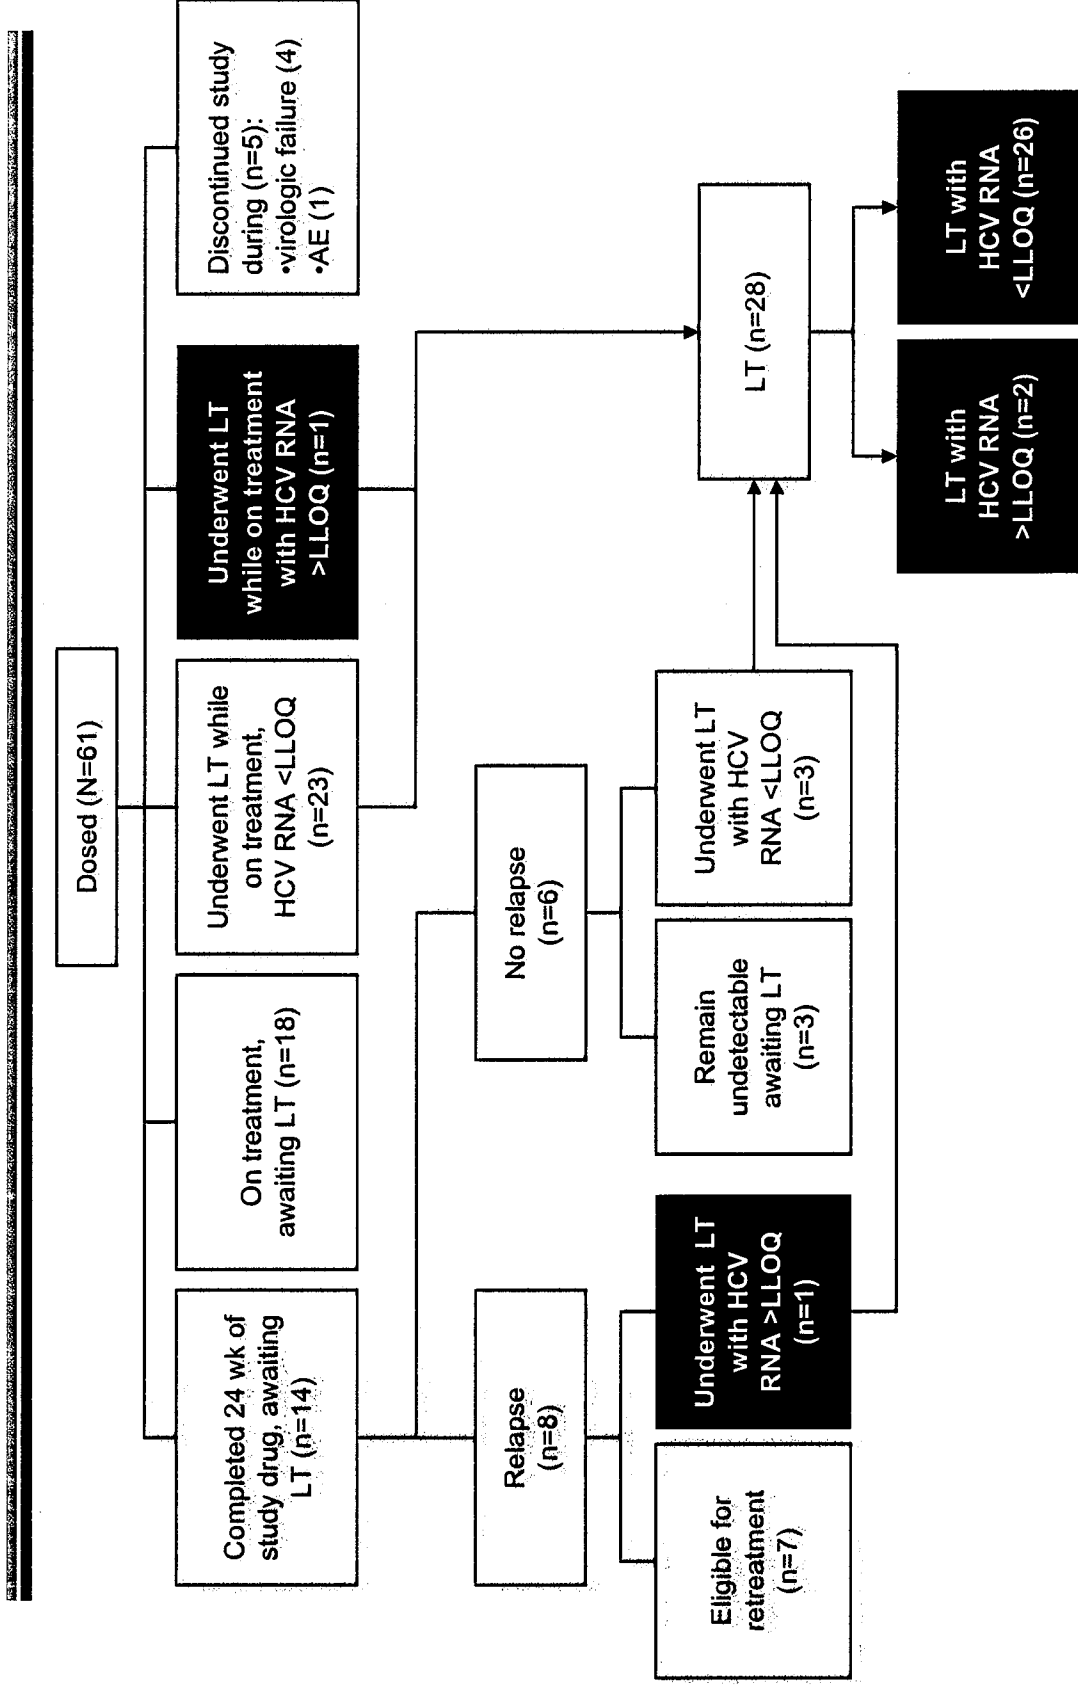 Dosed (N=61)
Completed 24 wk of
study drug, awaiting
LT (n=14)
On treatment,
awaiting LT (n=18)
Underwent LT while
on treatment,
HCV RNA <LLOQ
(n=23)
Underwent LT
while on treatment
with HCV RNA
>LLOQ (n=1)
Discontinued study
during (n=5):
•virologic failure (4)
•AE (1)
Relapse
(n=8)
No relapse
(n=6)
Eligible for
retreatment
(n=7)
Underwent LT
with HCV
RNA >LLOQ
(n=1)
Remain
undetectable
awaiting LT
(n=3)
Underwent LT
with HCV
RNA <LLOQ
(n=3)
LT (n=28)
LT with
HCV RNA
>LLOQ (n=2)
LT with
HCV RNA
<LLOQ (n=26)